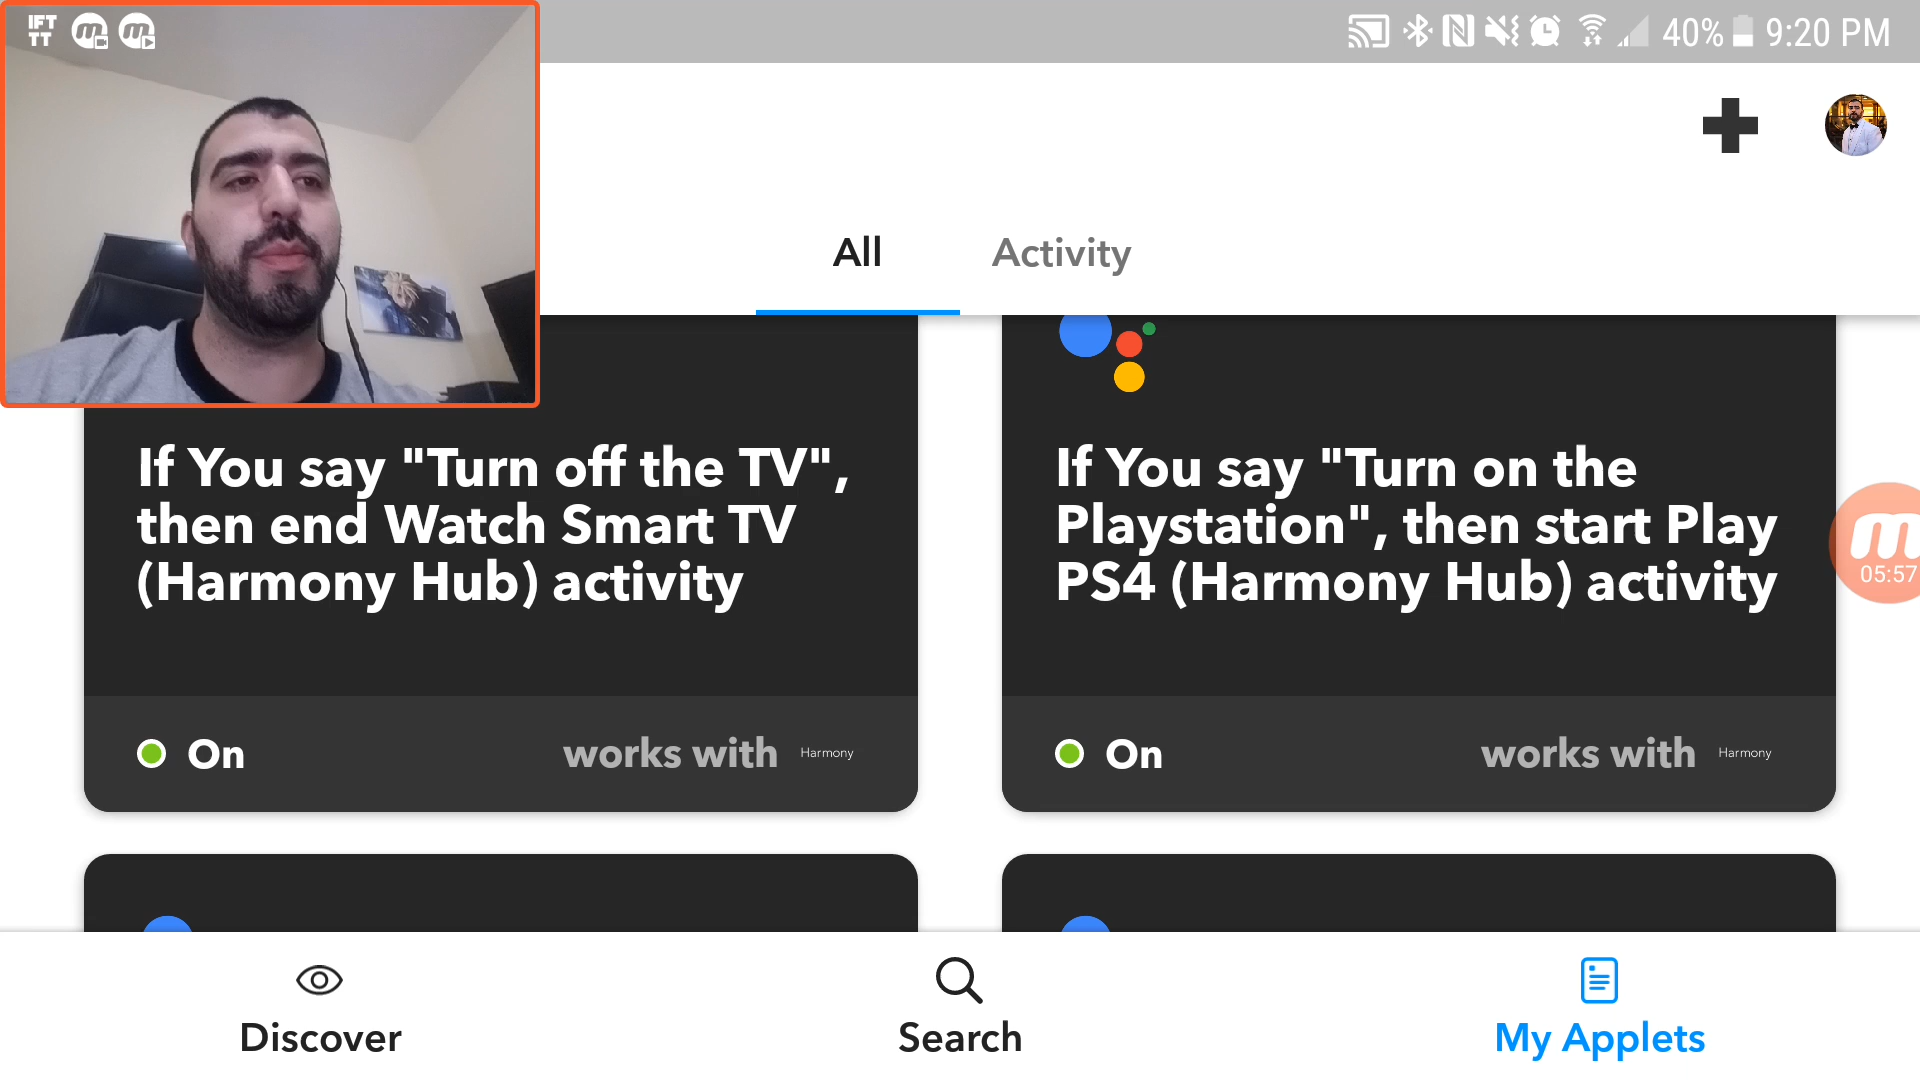 IFT
TT
m
m
40% 9:20 PM
All Activity
If You say "Turn off the TV",
then end Watch Smart TV
(Harmony Hub) activity
On works with Harmony
If You say "Turn on the
Playstation", then start Play
PS4 (Harmony Hub) activity
On works with Harmony
m
05:57
Discover
Search
My Applets